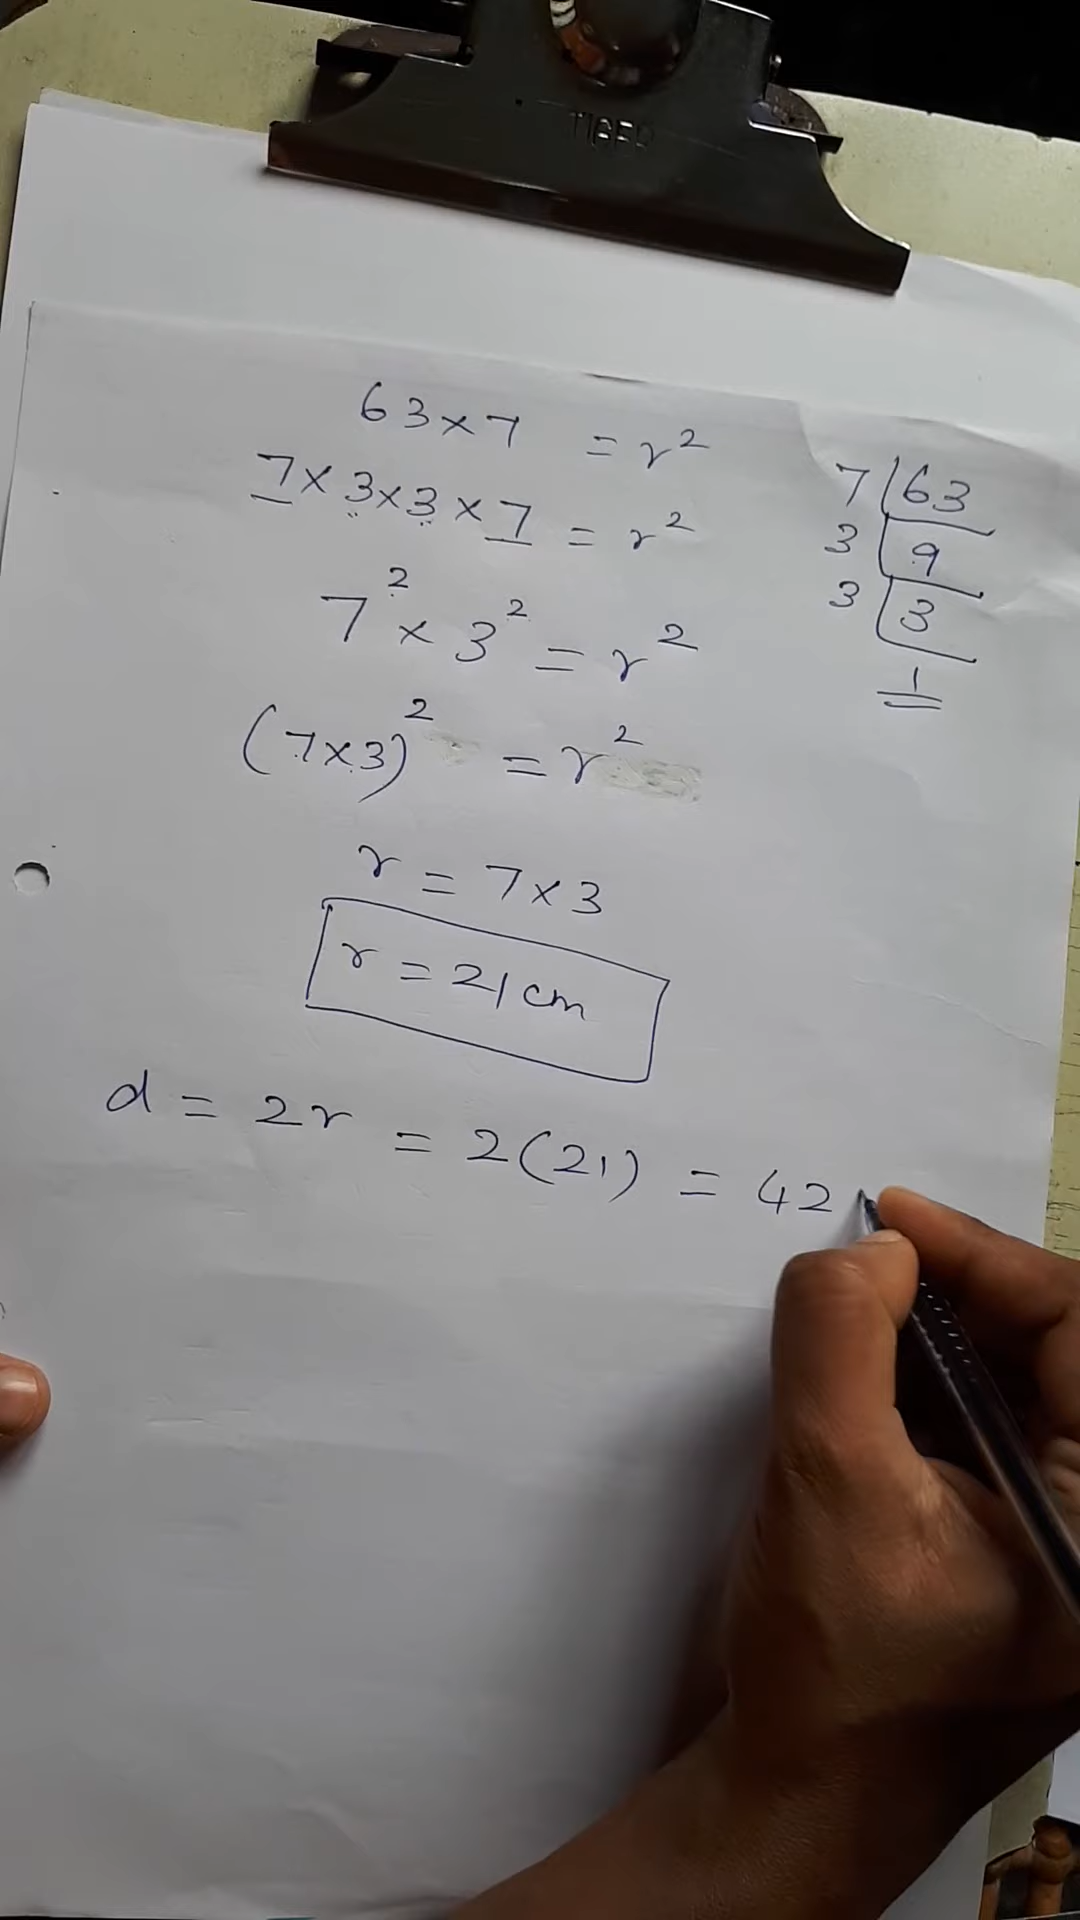 TIGER
63 × 7 = r²
7 × 3 × 3 × 7 = r²
7² × 3² = r²
(7×3)² = r²
r = 7 × 3
r = 21 cm
d = 2r = 2(21) = 42
7 | 63
3 | 9
3 | 3
1